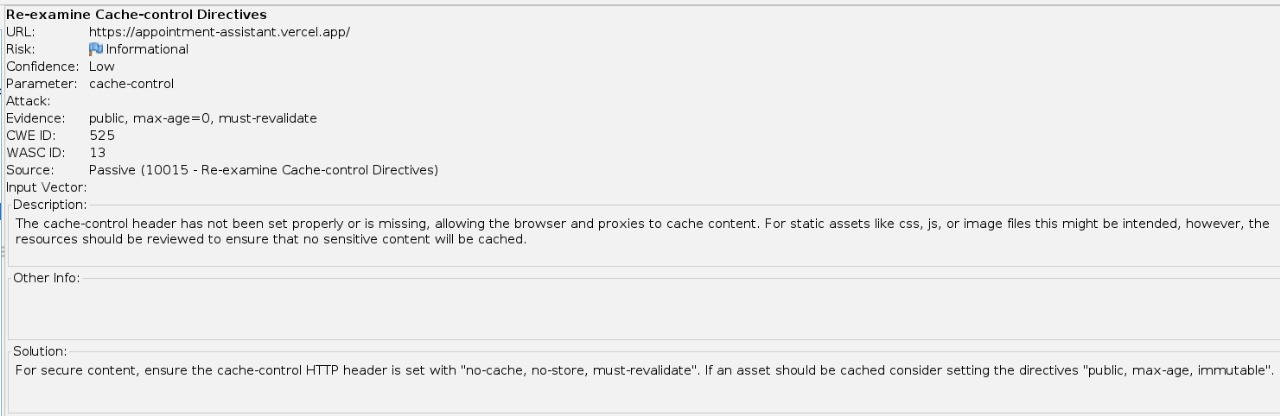 Re-examine Cache-control Directives
URL: https://appointment-assistant.vercel.app/
Risk: Informational
Confidence: Low
Parameter: cache-control
Attack:
Evidence: public, max-age=0, must-revalidate
CWE ID: 525
WASC ID: 13
Source: Passive (10015 - Re-examine Cache-control Directives)
Input Vector:
Description:
The cache-control header has not been set properly or is missing, allowing the browser and proxies to cache content. For static assets like css, js, or image files this might be intended, however, the
resources should be reviewed to ensure that no sensitive content will be cached.
Other Info:
Solution:
For secure content, ensure the cache-control HTTP header is set with "no-cache, no-store, must-revalidate". If an asset should be cached consider setting the directives "public, max-age, immutable".